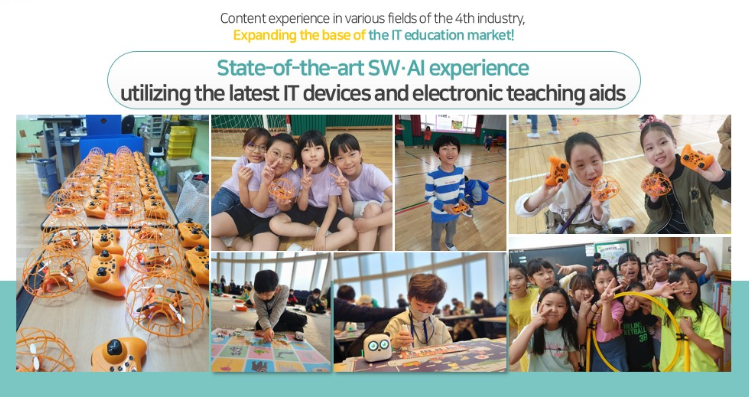 Content experience in various fields of the 4th industry,
Expanding the base of the IT education market!
State-of-the-art SW·AI experience
utilizing the latest IT devices and electronic teaching aids